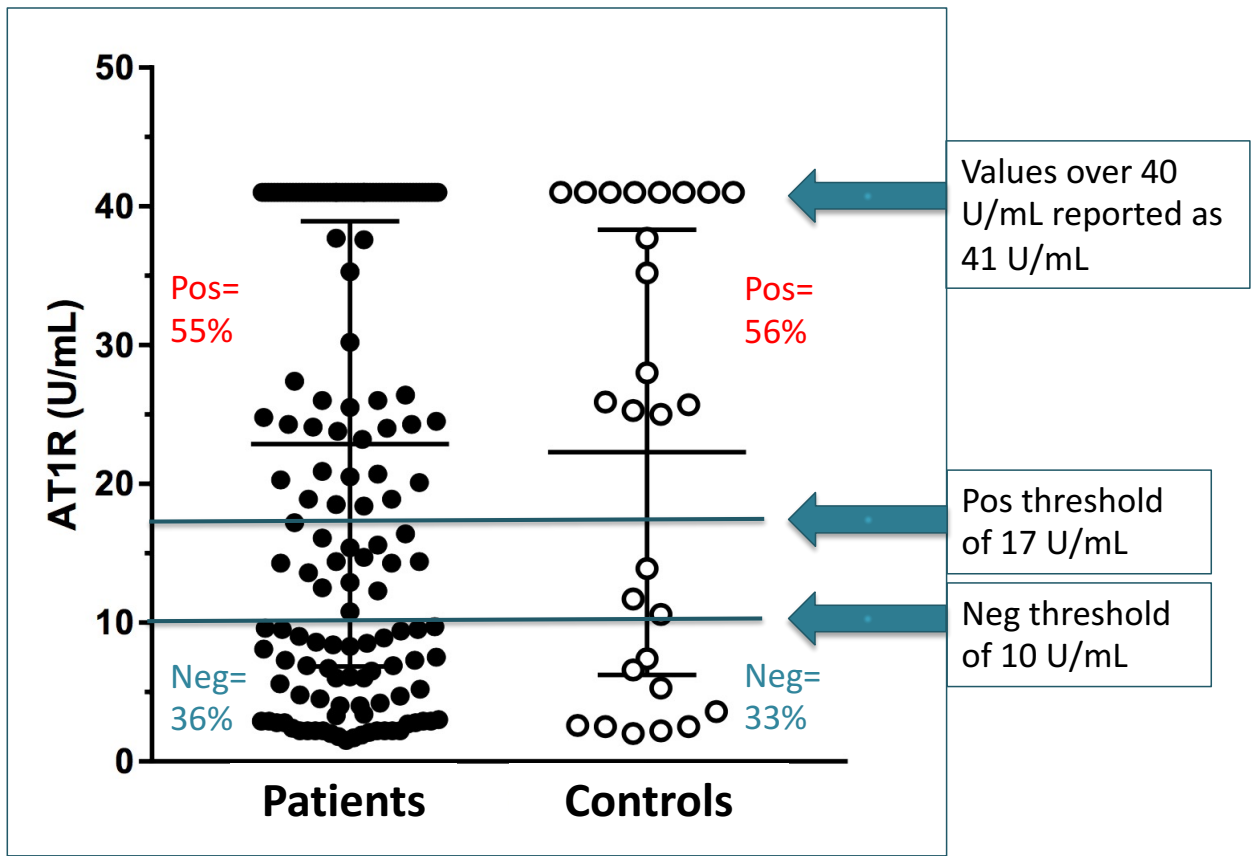 50
40
30
20
10
0
AT1R (U/mL)
Pos=
55%
Pos=
56%
Neg=
36%
Neg=
33%
Patients
Controls
Values over 40
U/mL reported as
41 U/mL
Pos threshold
of 17 U/mL
Neg threshold
of 10 U/mL